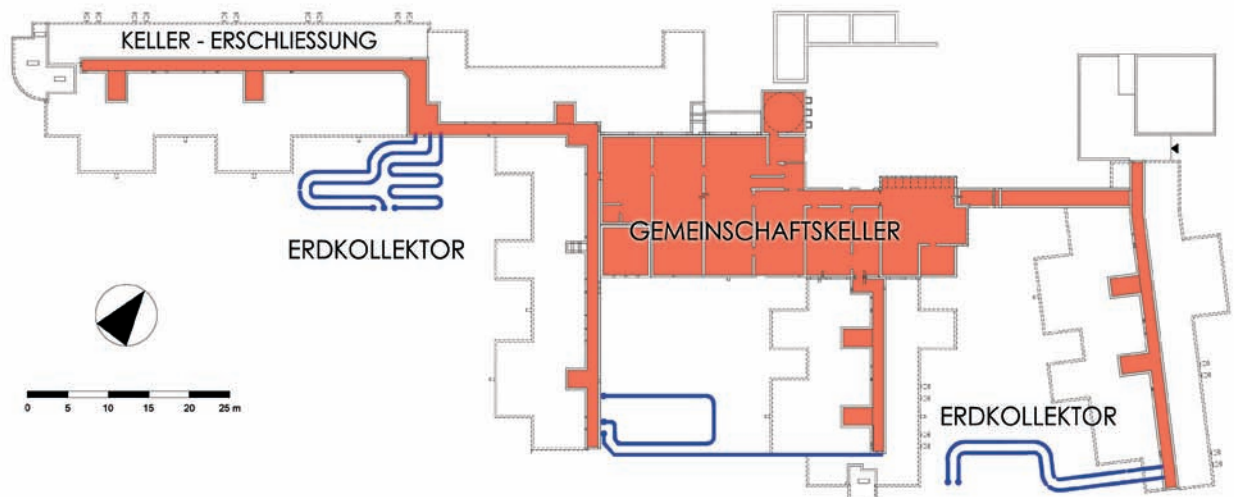 KELLER - ERSCHLIESSUNG
GEMEINSCHAFTSKELLER
ERDKOLLEKTOR
ERDKOLLEKTOR
0 5 10 15 20 25 m